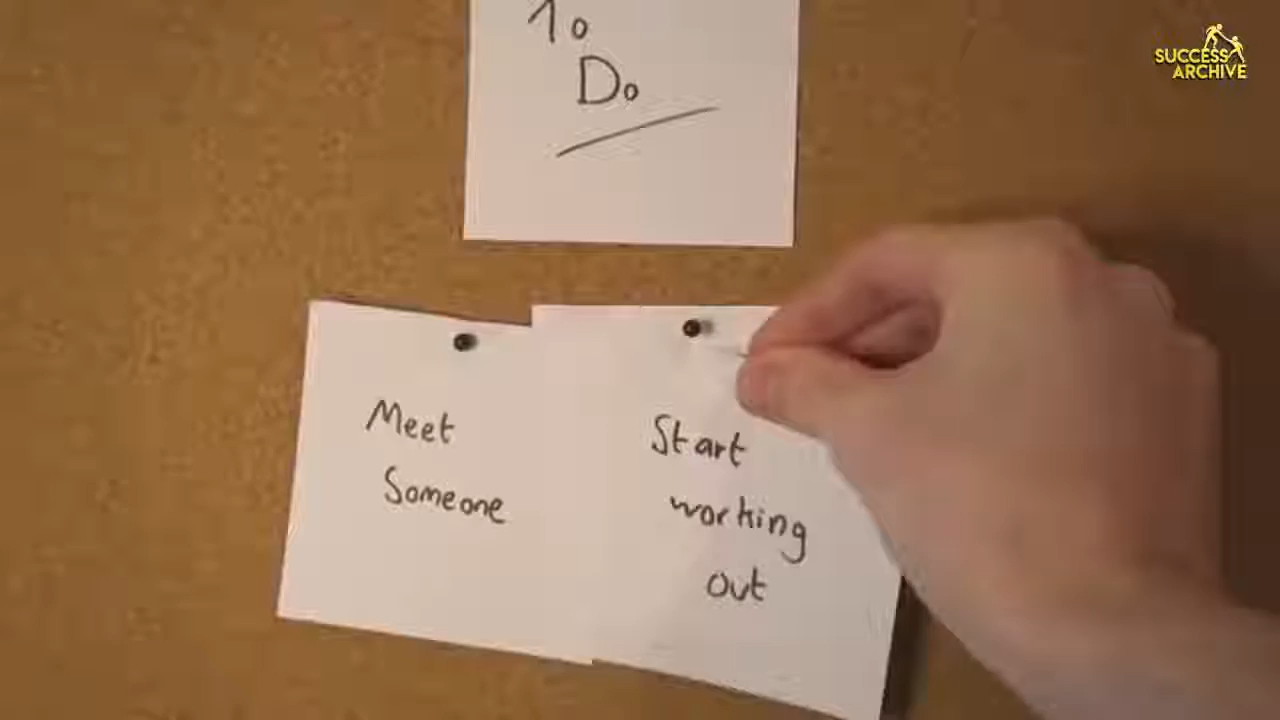 To
Do
SUCCESS
ARCHIVE
Meet
Someone
Start
working
out